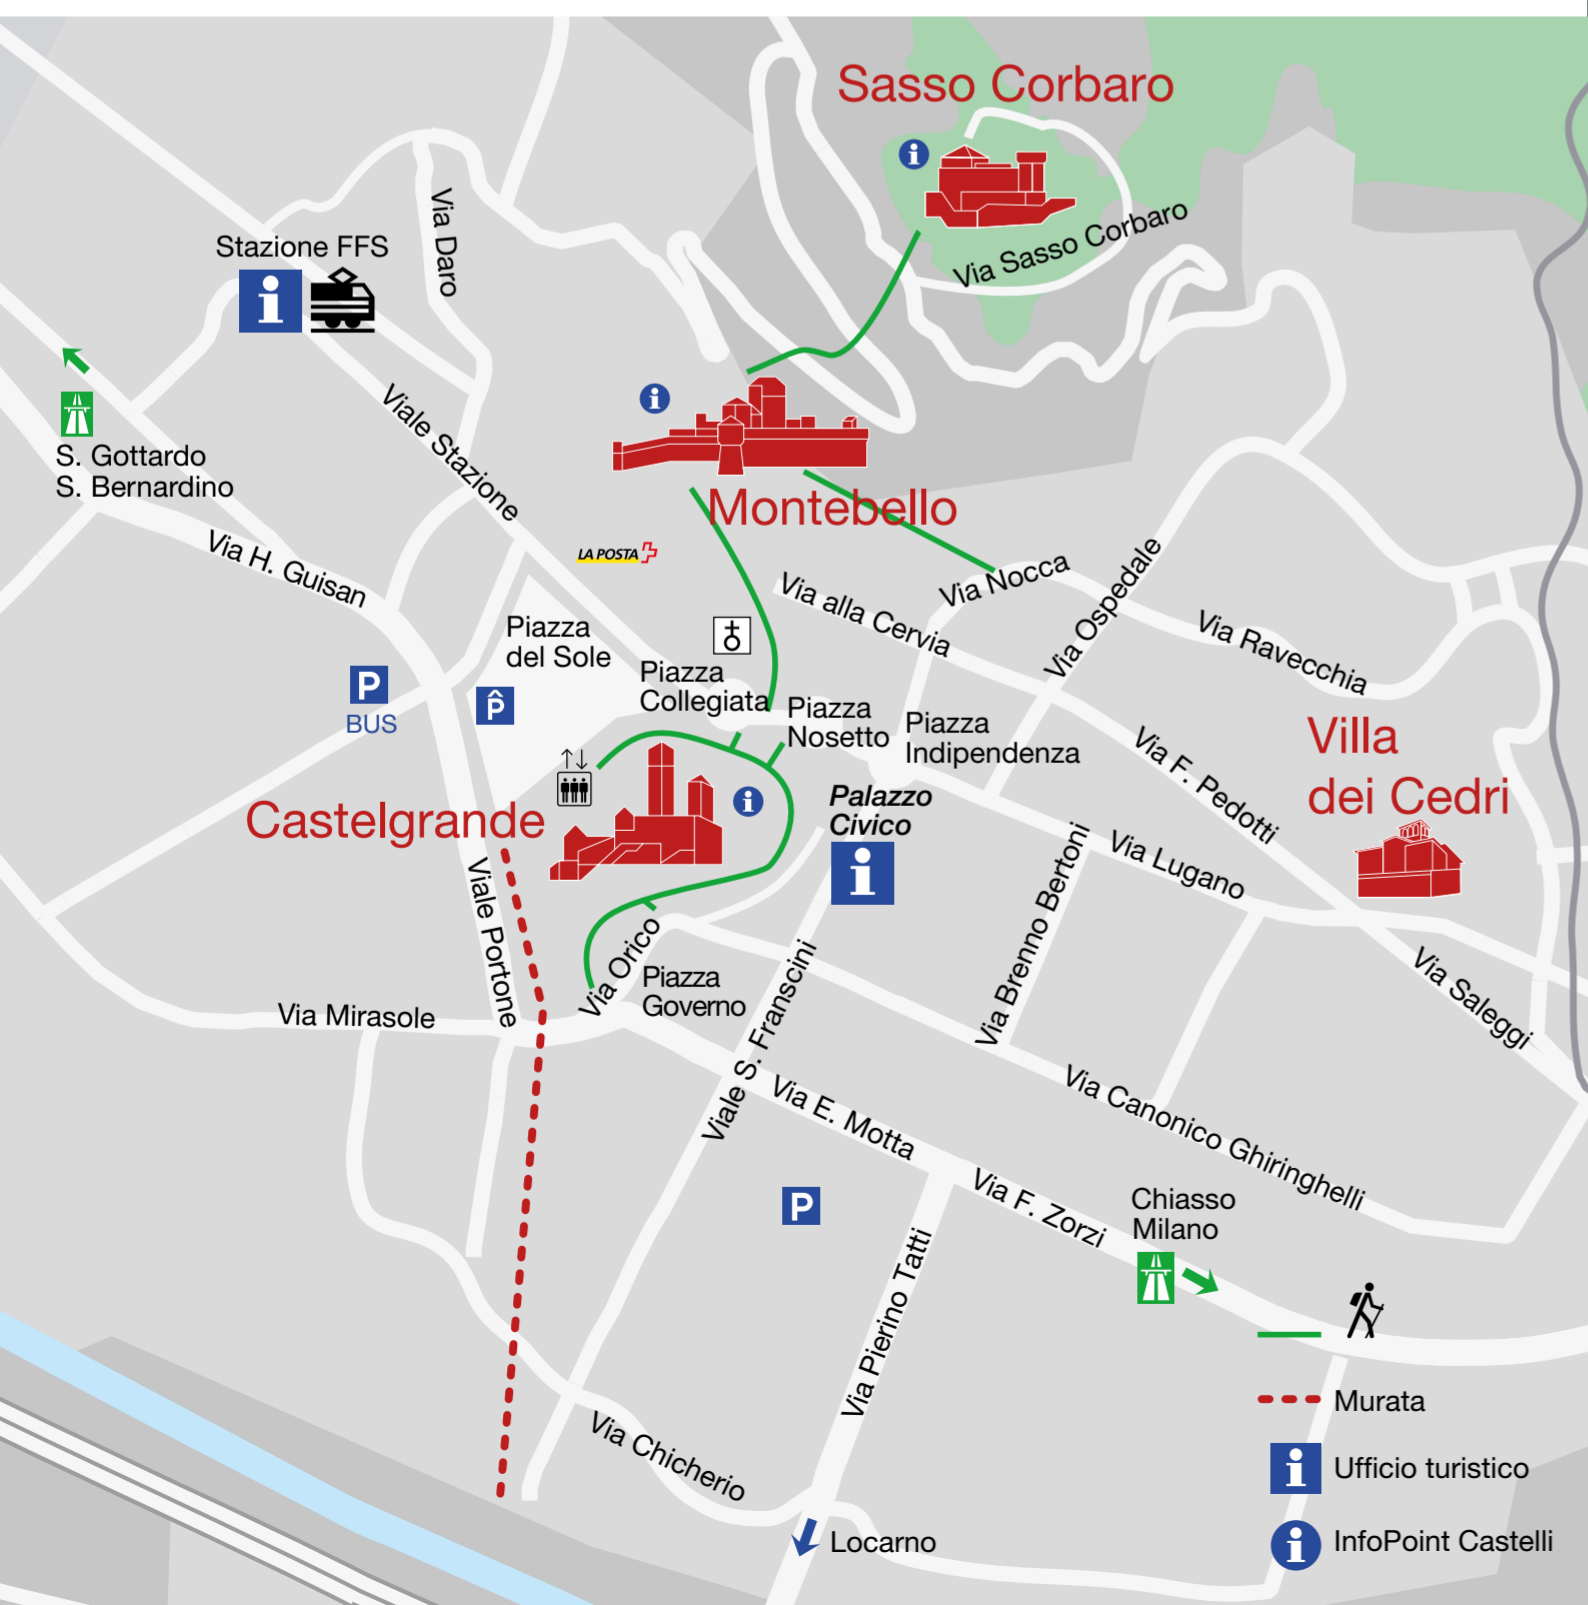 Sasso Corbaro
Via Sasso Corbaro
Via Daro
Stazione FFS
S. Gottardo
S. Bernardino
Viale Stazione
Montebello
Via H. Guisan
LA POSTA
Via alla Cervia
Via Nocca
Via Ospedale
Via Ravecchia
Piazza
del Sole
Piazza
Collegiata
P
BUS
P̂
Piazza
Nosetto
Piazza
Indipendenza
Via F. Pedotti
Villa
dei Cedri
Castelgrande
Palazzo
Civico
Via Lugano
Via Brenno Bertoni
Viale Portone
Via Orico
Piazza
Governo
Viale S. Franscini
Via Saleggi
Via Mirasole
Via E. Motta
Via Canonico Ghiringhelli
P
Via F. Zorzi
Chiasso
Milano
Via Pierino Tatti
Via Chicherio
Locarno
Murata
Ufficio turistico
InfoPoint Castelli